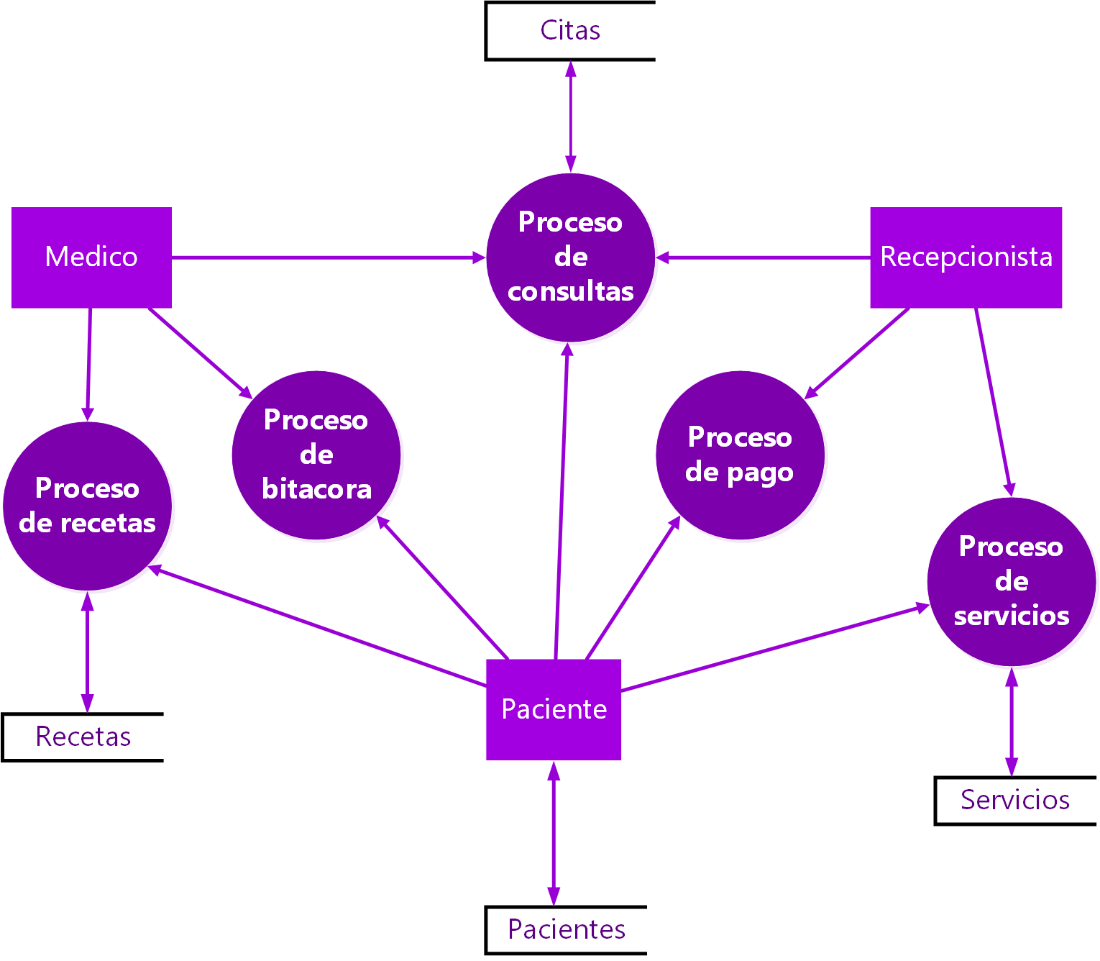 Citas
Medico
Proceso
de
consultas
Recepcionista
Proceso
de
bitacora
Proceso
de pago
Proceso
de recetas
Proceso
de
servicios
Paciente
Recetas
Servicios
Pacientes